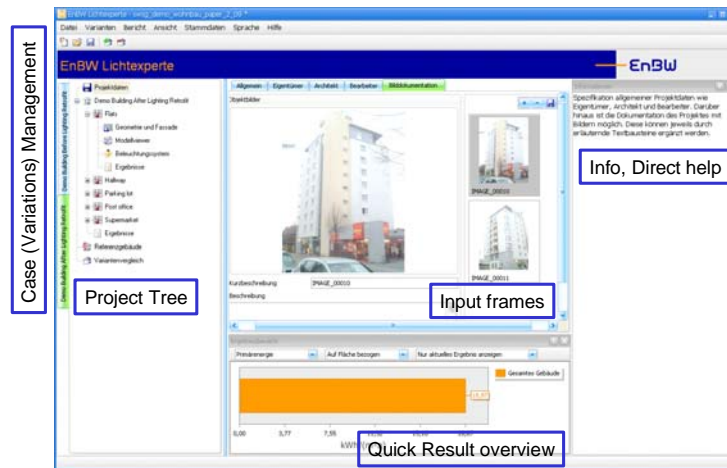 EnBW Lichtexperte - swsg_demo_wohnbau_paper_2_09 *
Datei Varianten Bericht Ansicht Stammdaten Sprache Hilfe
EnBW Lichtexperte
EnBW
Case (Variations) Management
Demo Building Before Lighting Retrofit
Demo Building After Lighting Retrofit
Projektdaten
Demo Building After Lighting Retrofit
Flats
Geometrie und Fassade
Modellviewer
Beleuchtungssystem
Ergebnisse
Hallway
Parking lot
Post office
Supermarket
Ergebnisse
Referenzgebäude
Variantenvergleich
Project Tree
Allgemein Eigentümer Architekt Bearbeiter Bilddokumentation
Objektbilder
IMAGE_00010
IMAGE_00011
Kurzbeschreibung IMAGE_00010
Beschreibung
Input frames
Spezifikation allgemeiner Projektdaten wie
Eigentümer, Architekt und Bearbeiter. Darüber
hinaus ist die Dokumentation des Projektes mit
Bildern möglich. Diese können jeweils durch
erläuternde Textbausteine ergänzt werden.
Info, Direct help
Primärenergie Auf Fläche bezogen Nur aktuelles Ergebnis anzeigen
Gesamtes Gebäude
0,00 3,77 7,55
Quick Result overview